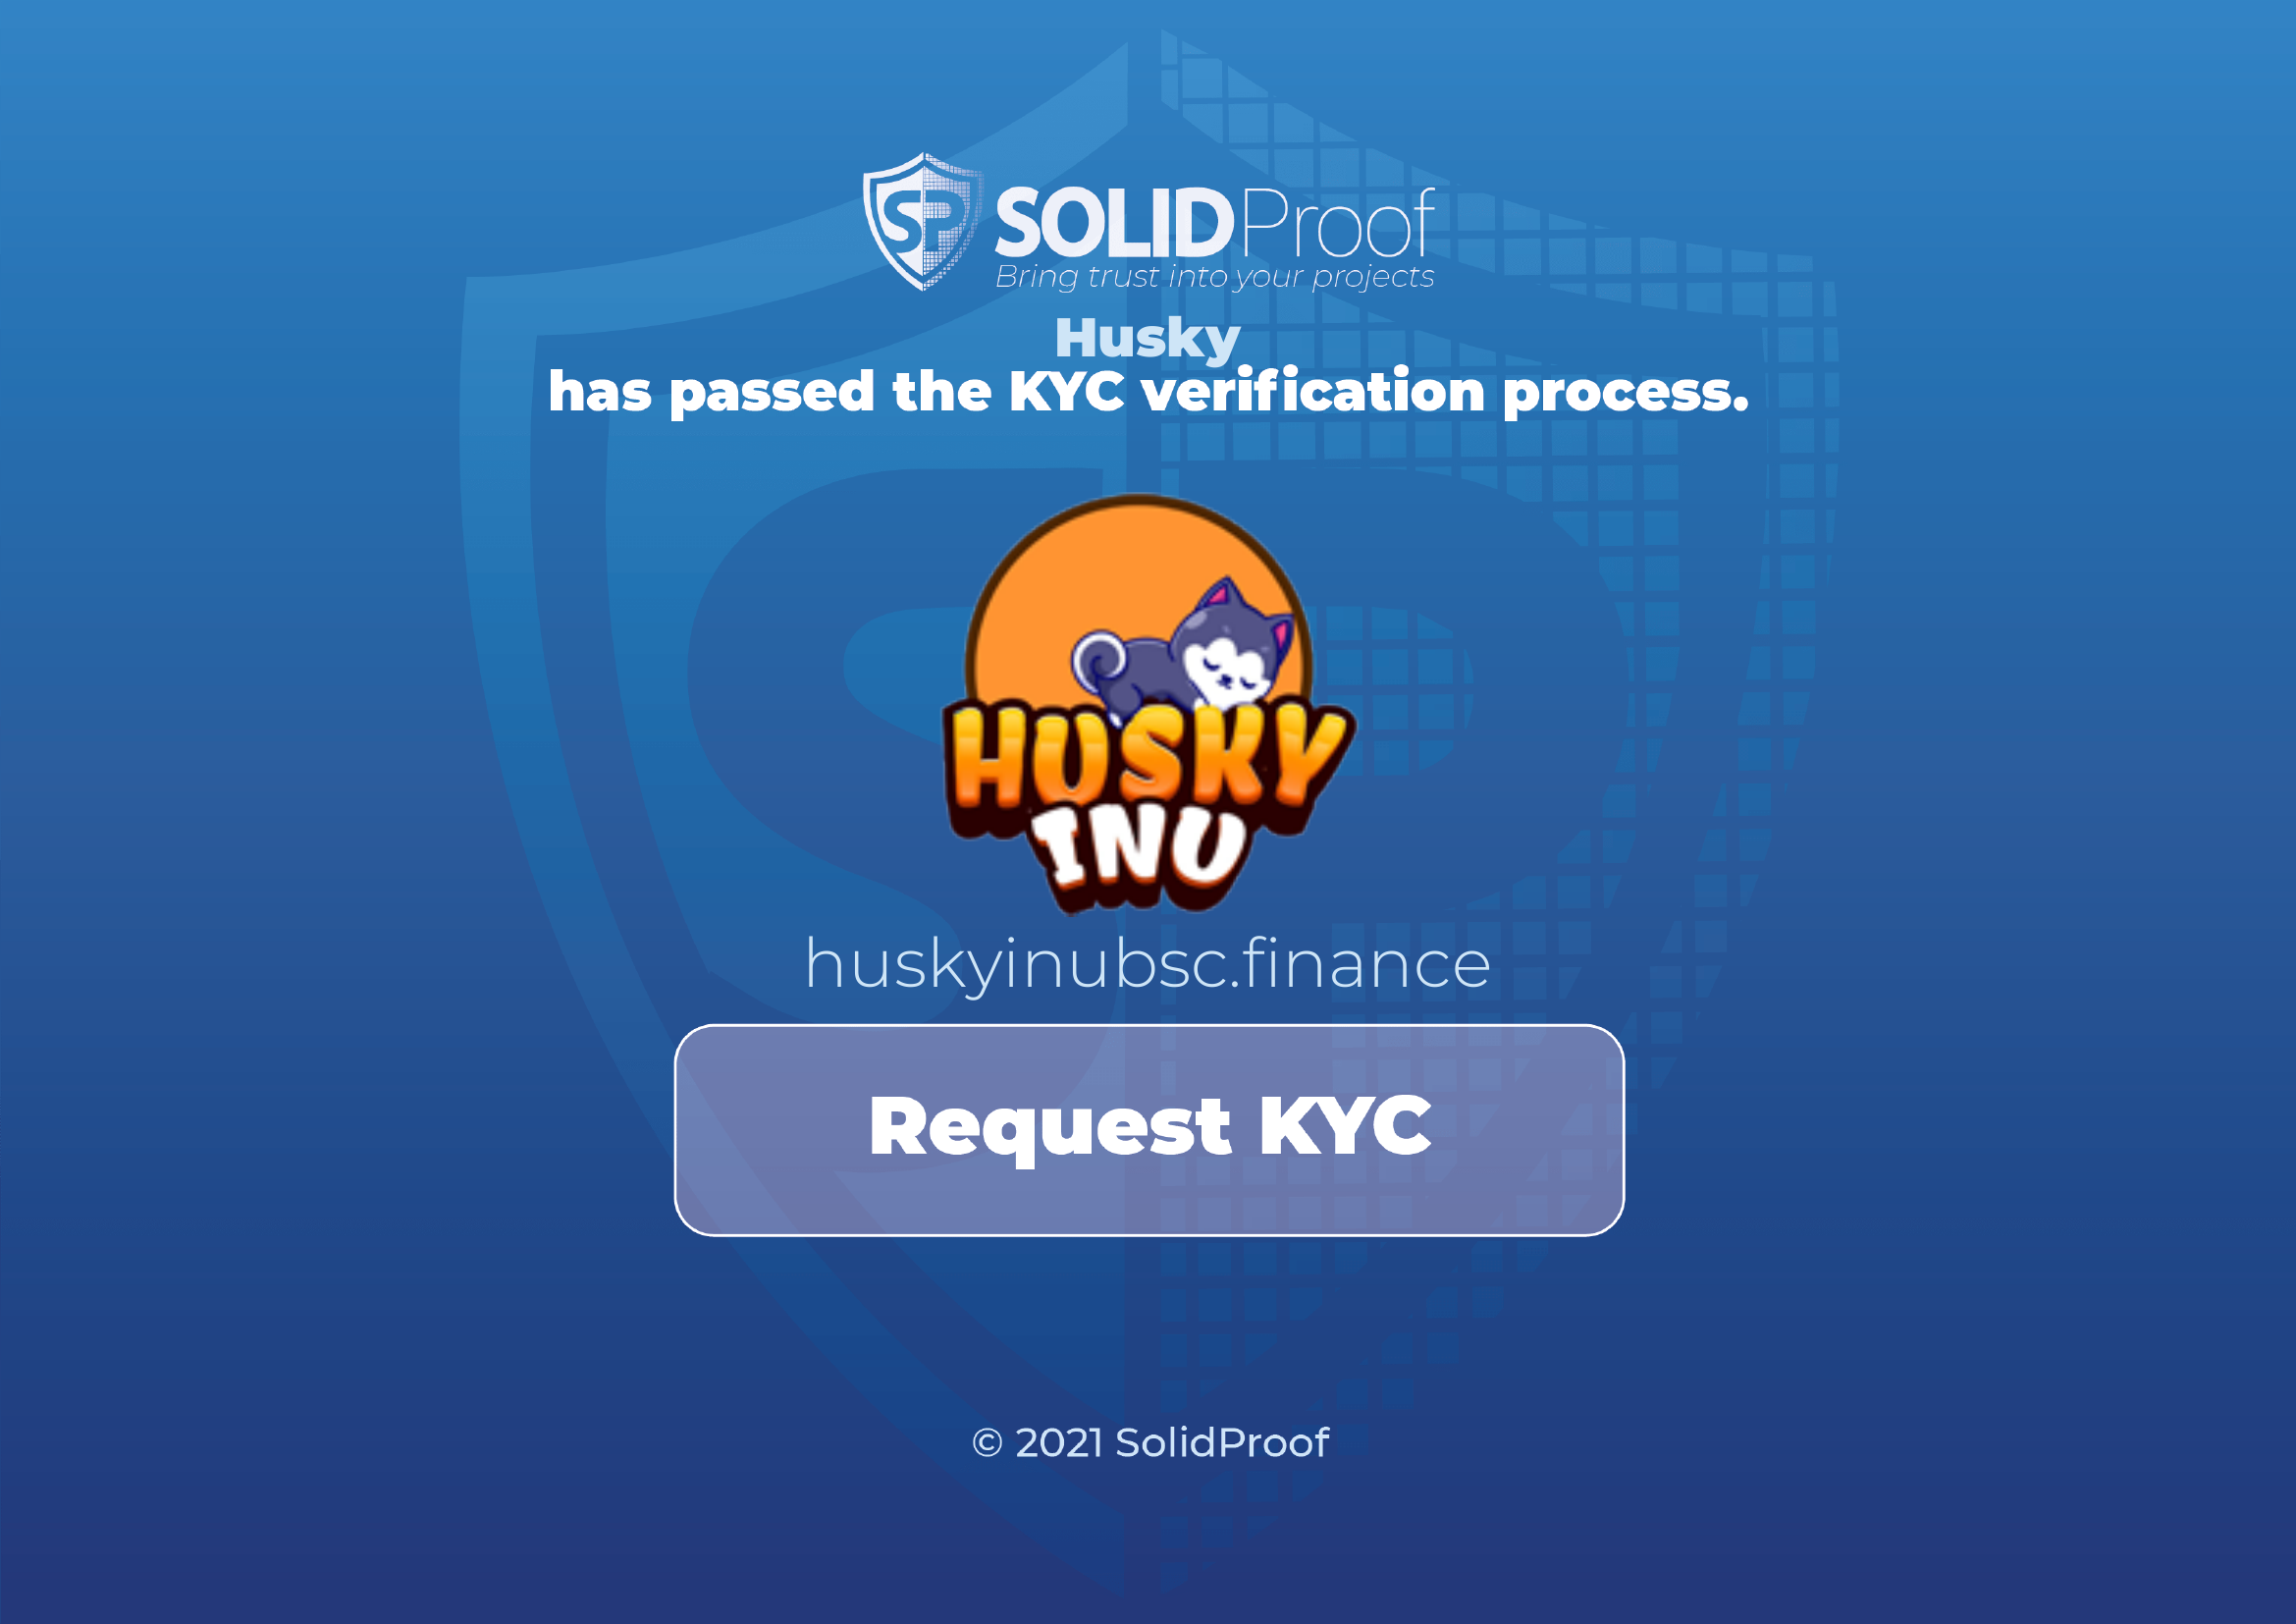 SP SOLIDProof
Bring trust into your projects
Husky
has passed the KYC verification process.
HUSKY
INU
huskyinubsc.finance
Request KYC
© 2021 SolidProof